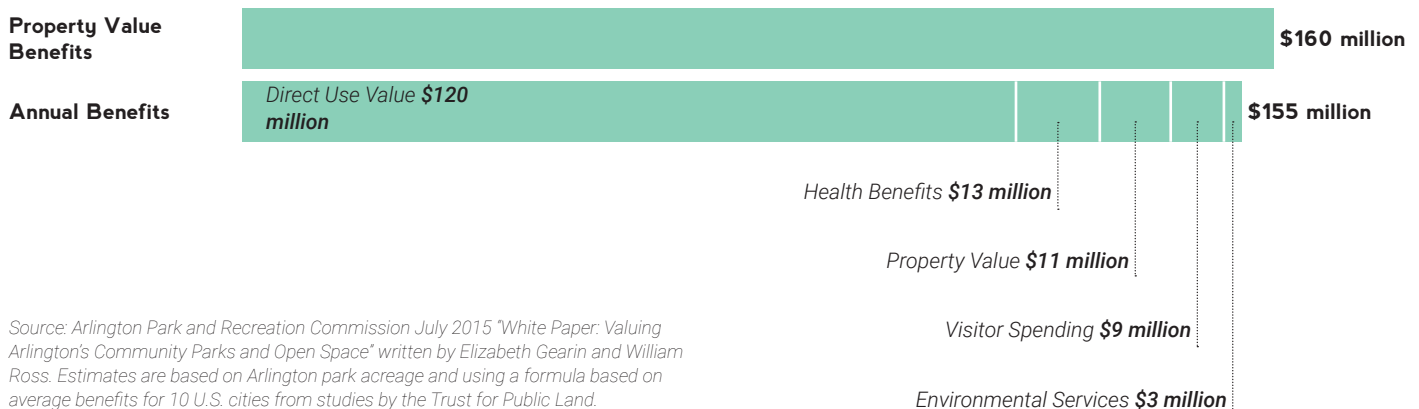 Property Value
Benefits
$160 million
Annual Benefits
Direct Use Value $120
million
$155 million
Health Benefits $13 million
Property Value $11 million
Visitor Spending $9 million
Environmental Services $3 million
Source: Arlington Park and Recreation Commission July 2015 "White Paper: Valuing
Arlington's Community Parks and Open Space" written by Elizabeth Gearin and William
Ross. Estimates are based on Arlington park acreage and using a formula based on
average benefits for 10 U.S. cities from studies by the Trust for Public Land.